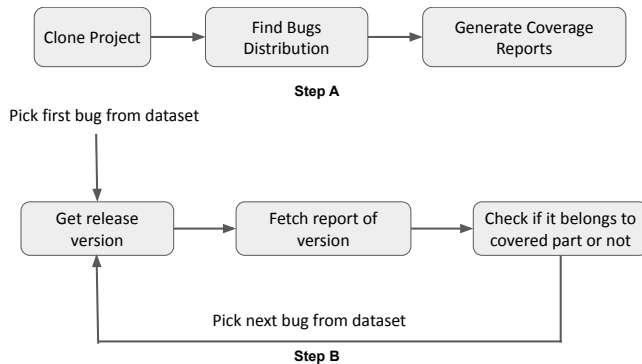 Clone Project
Find Bugs
Distribution
Generate Coverage
Reports
Step A
Pick first bug from dataset
Get release
version
Fetch report of
version
Check if it belongs to
covered part or not
Pick next bug from dataset
Step B